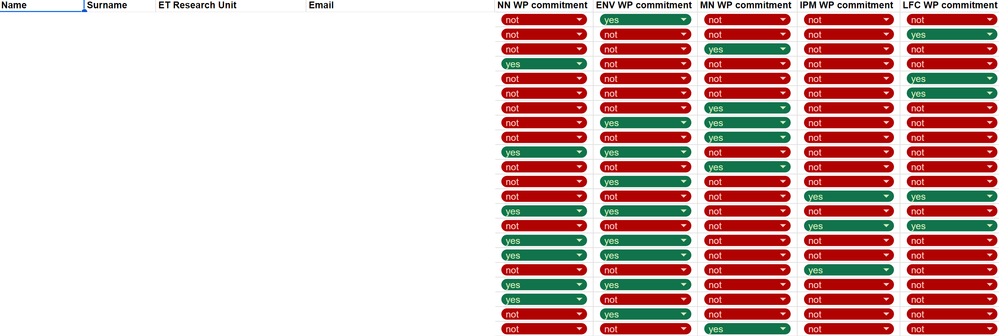 Name Surname ET Research Unit Email NN WP commitment ENV WP commitment MN WP commitment IPM WP commitment LFC WP commitment
not yes not not not
not not not not yes
not not yes not not
yes not not not not
not not not not yes
not not not not yes
not not yes not not
not yes yes not not
not not yes not not
yes yes not not not
not not yes not not
not yes not not not
not not not yes yes
yes yes not not not
not not not yes yes
yes yes not not not
yes yes not not not
not not not yes not
yes yes not not not
yes not not not not
not yes not not not
not not yes not not